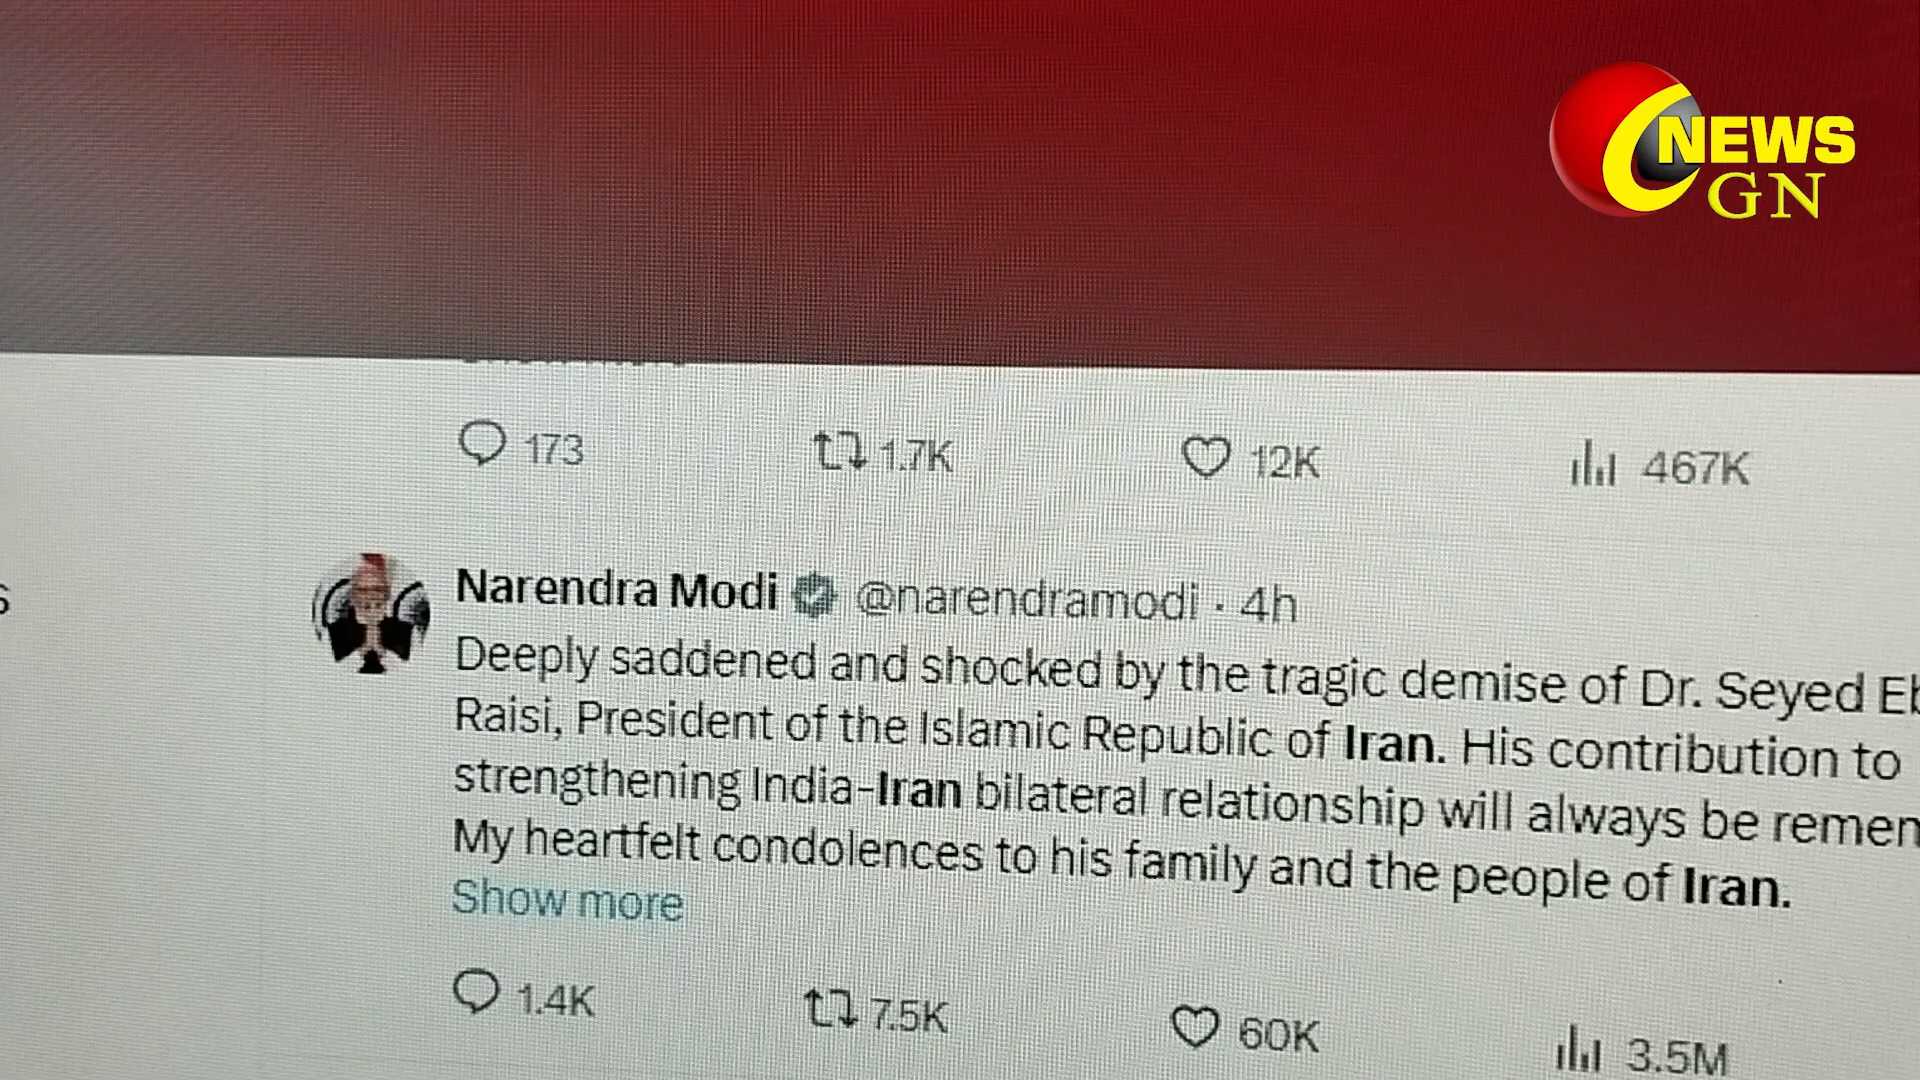 NEWS
GN
173 1.7K 12K 467K
Narendra Modi @narendramodi · 4h
Deeply saddened and shocked by the tragic demise of Dr. Seyed
Raisi, President of the Islamic Republic of Iran. His contribution to
strengthening India-Iran bilateral relationship will always be
My heartfelt condolences to his family and the people of Iran.
Show more
1.4K 7.5K 60K 3.5M